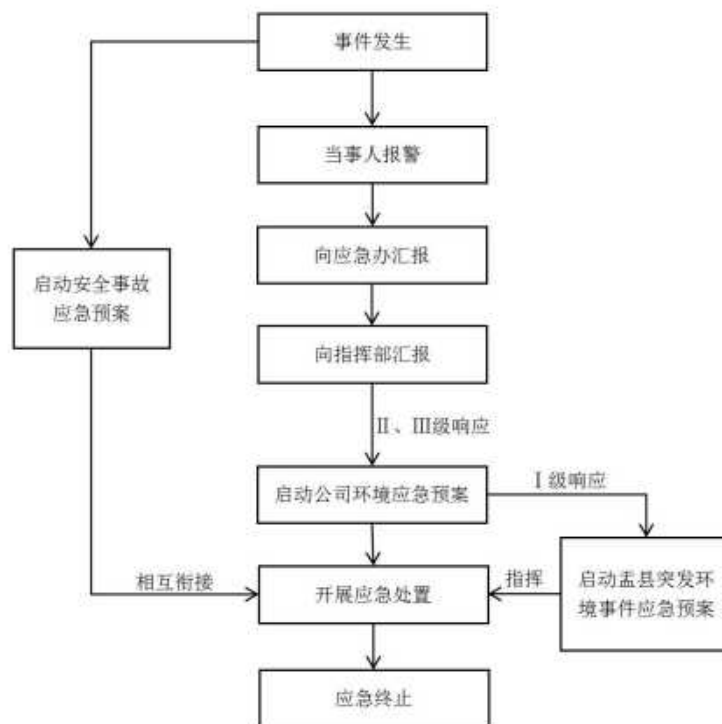 事件发生
当事人报警
向应急办汇报
启动安全事故
应急预案
向指挥部汇报
Ⅱ、Ⅲ级响应
启动公司环境应急预案
Ⅰ级响应
相互衔接
开展应急处置
指挥
启动盂县突发环
境事件应急预案
应急终止